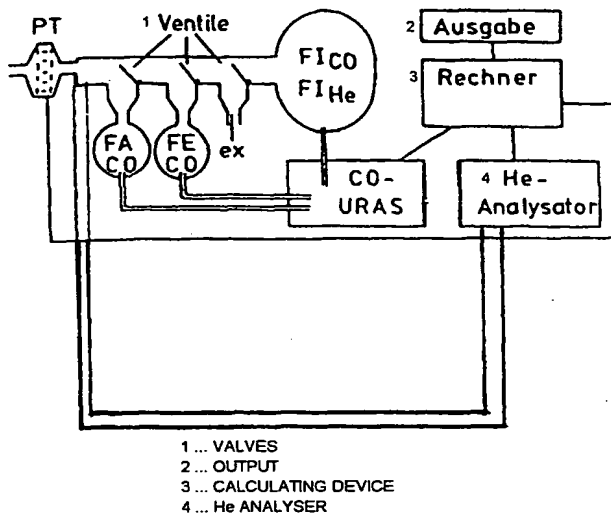 PT
1 Ventile
FICO
FIHe
2 Ausgabe
3 Rechner
FA
CO
FE
CO
ex
CO-
URAS
4 He-
Analysator
1 ... VALVES
2 ... OUTPUT
3 ... CALCULATING DEVICE
4 ... He ANALYSER